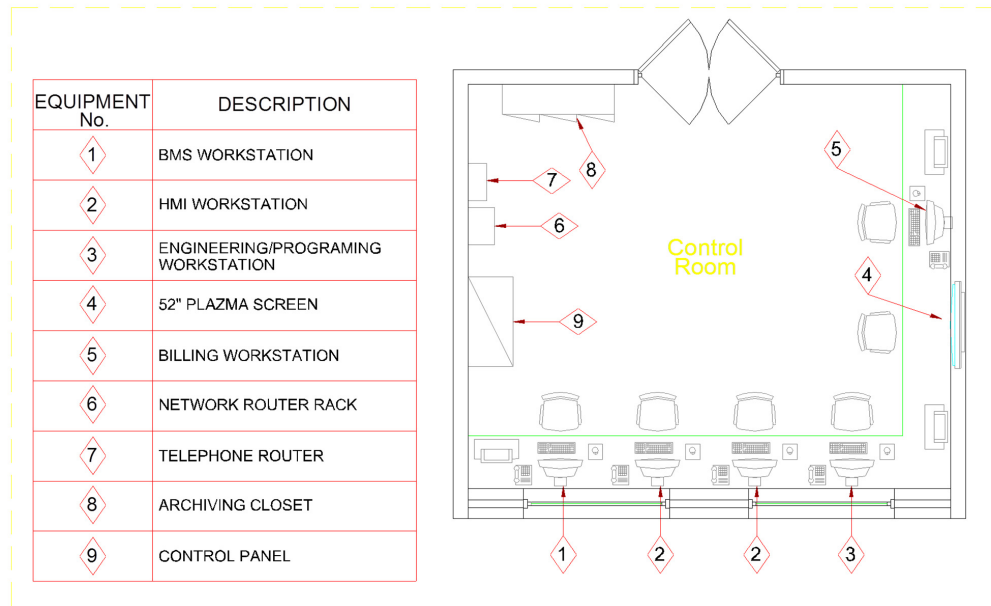 EQUIPMENT No. DESCRIPTION
1 BMS WORKSTATION
2 HMI WORKSTATION
3 ENGINEERING/PROGRAMING
WORKSTATION
4 52" PLAZMA SCREEN
5 BILLING WORKSTATION
6 NETWORK ROUTER RACK
7 TELEPHONE ROUTER
8 ARCHIVING CLOSET
9 CONTROL PANEL
5
8
7
6
Control
Room
4
9
1 2 2 3